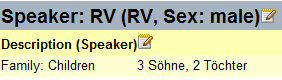 Speaker: RV (RV, Sex: male)
Description (Speaker)
Family: Children 3 Söhne, 2 Töchter